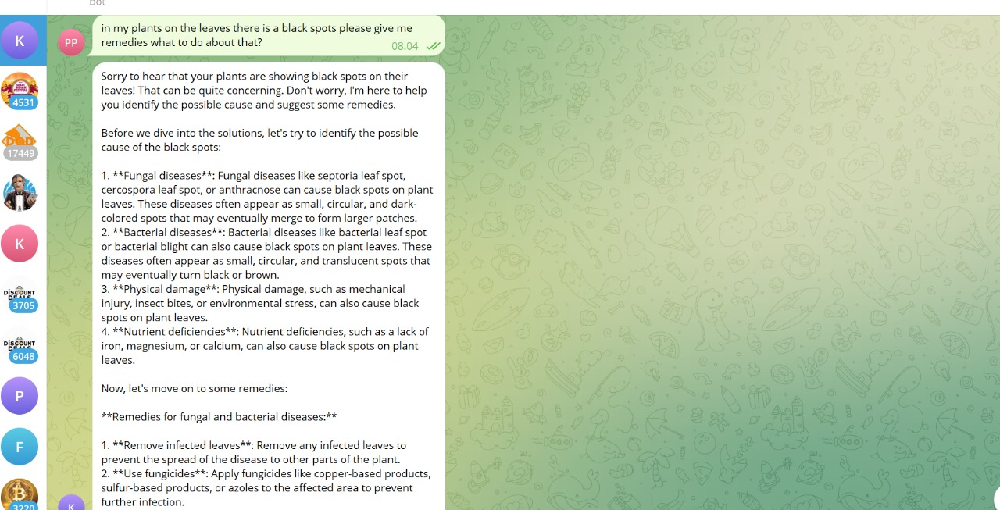 bot
K
PP
in my plants on the leaves there is a black spots please give me
remedies what to do about that?
08:04
4531
17449
K
DISCOUNT
DEALS
3705
DISCOUNT
DEALS
6048
P
F
3220
Sorry to hear that your plants are showing black spots on their
leaves! That can be quite concerning. Don't worry, I'm here to help
you identify the possible cause and suggest some remedies.
Before we dive into the solutions, let's try to identify the possible
cause of the black spots:
1. **Fungal diseases**: Fungal diseases like septoria leaf spot,
cercospora leaf spot, or anthracnose can cause black spots on plant
leaves. These diseases often appear as small, circular, and dark-
colored spots that may eventually merge to form larger patches.
2. **Bacterial diseases**: Bacterial diseases like bacterial leaf spot
or bacterial blight can also cause black spots on plant leaves. These
diseases often appear as small, circular, and translucent spots that
may eventually turn black or brown.
3. **Physical damage**: Physical damage, such as mechanical
injury, insect bites, or environmental stress, can also cause black
spots on plant leaves.
4. **Nutrient deficiencies**: Nutrient deficiencies, such as a lack of
iron, magnesium, or calcium, can also cause black spots on plant
leaves.
Now, let's move on to some remedies:
**Remedies for fungal and bacterial diseases:**
1. **Remove infected leaves**: Remove any infected leaves to
prevent the spread of the disease to other parts of the plant.
2. **Use fungicides**: Apply fungicides like copper-based products,
sulfur-based products, or azoles to the affected area to prevent
further infection.
K